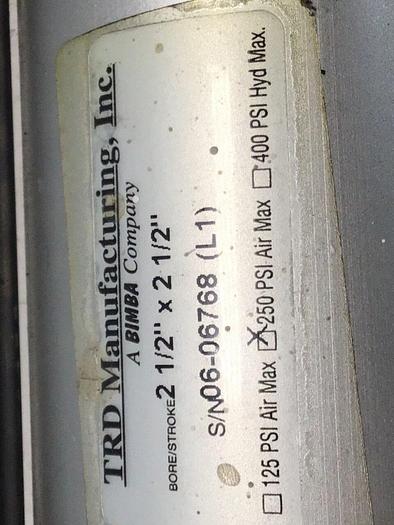 TRD Manufacturing, Inc.
A BIMBA Company
BORE/STROKE 2 1/2" x 2 1/2"
S/N 06-06768 (L1)
☐ 125 PSI Air Max ☒ 250 PSI Air Max ☐ 400 PSI Hyd Max.